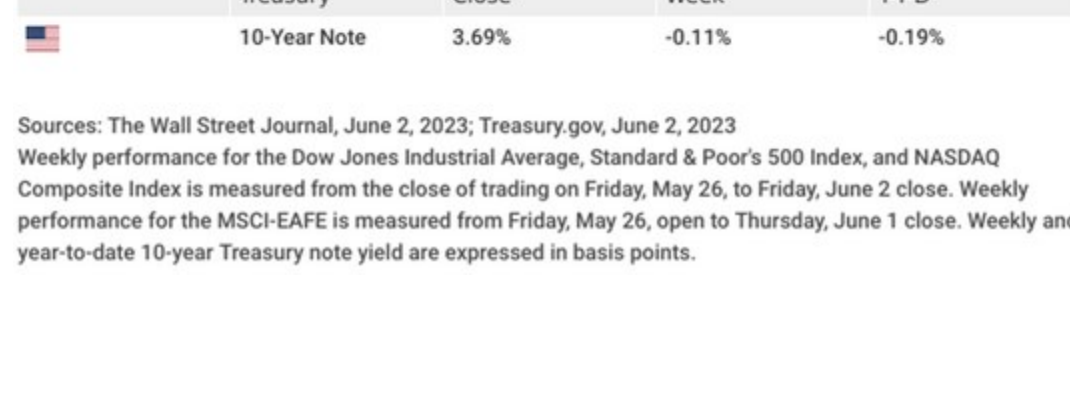 Treasury Close Week Y-T-D
10-Year Note 3.69% -0.11% -0.19%
Sources: The Wall Street Journal, June 2, 2023; Treasury.gov, June 2, 2023
Weekly performance for the Dow Jones Industrial Average, Standard & Poor's 500 Index, and NASDAQ
Composite Index is measured from the close of trading on Friday, May 26, to Friday, June 2 close. Weekly
performance for the MSCI-EAFE is measured from Friday, May 26, open to Thursday, June 1 close. Weekly and
year-to-date 10-year Treasury note yield are expressed in basis points.